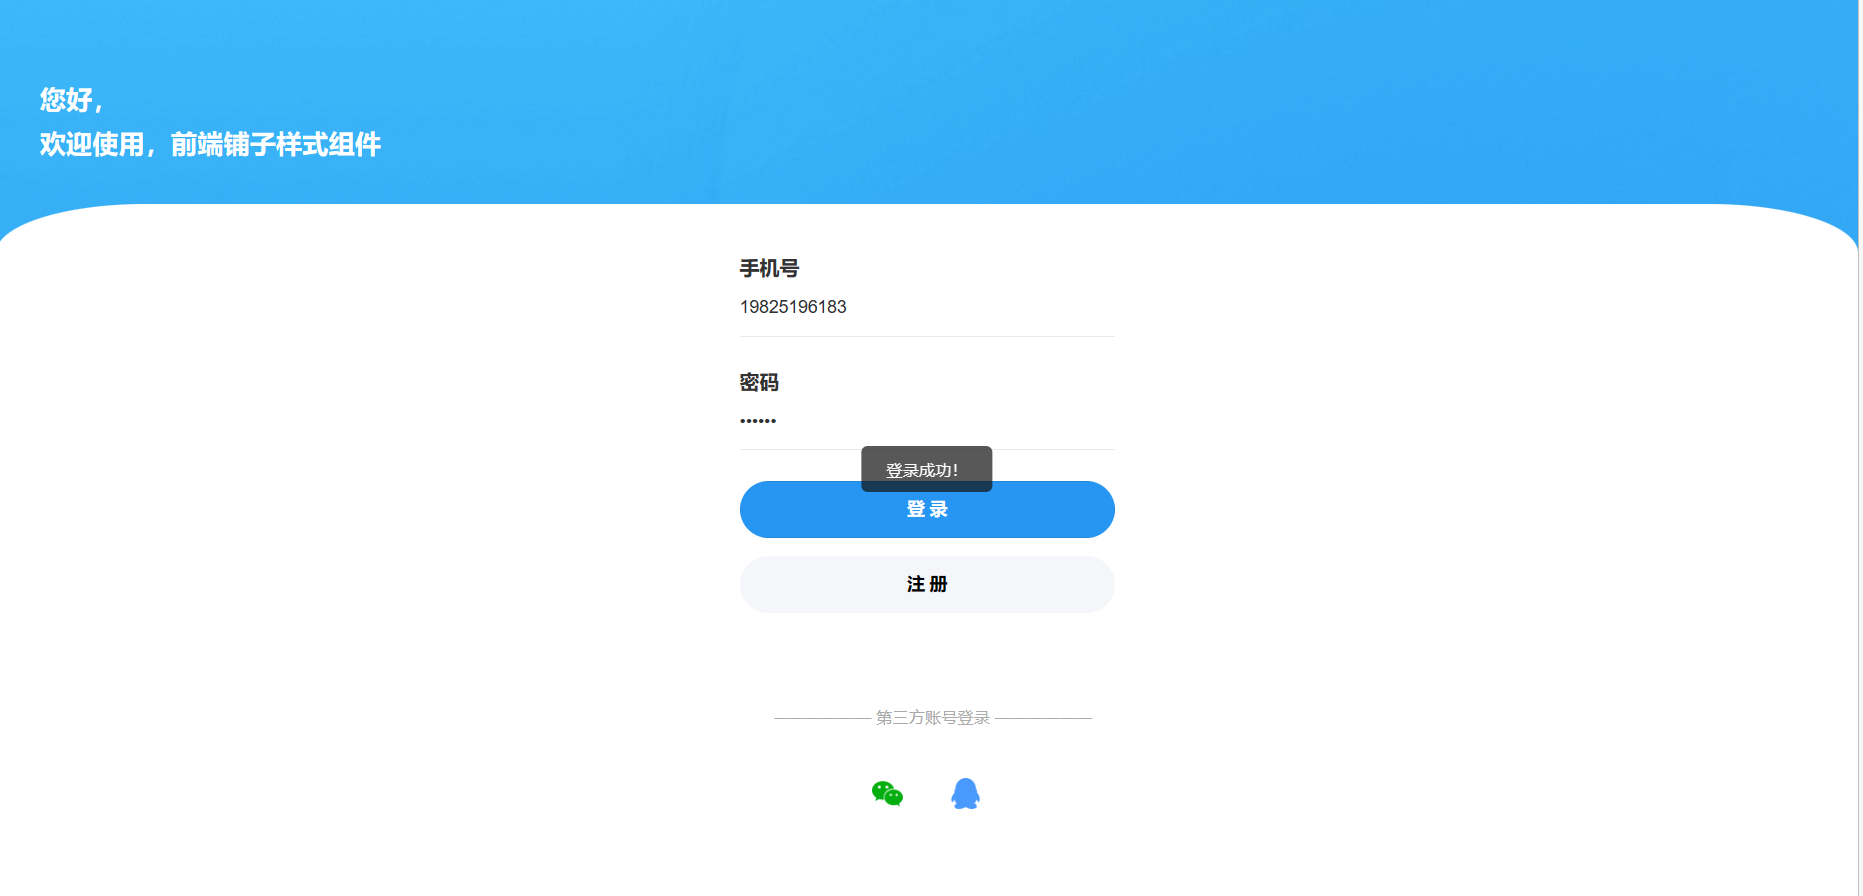 您好，
欢迎使用，前端铺子样式组件
手机号
19825196183
密码
••••••
登录成功！
登 录
注 册
—————— 第三方账号登录 ——————